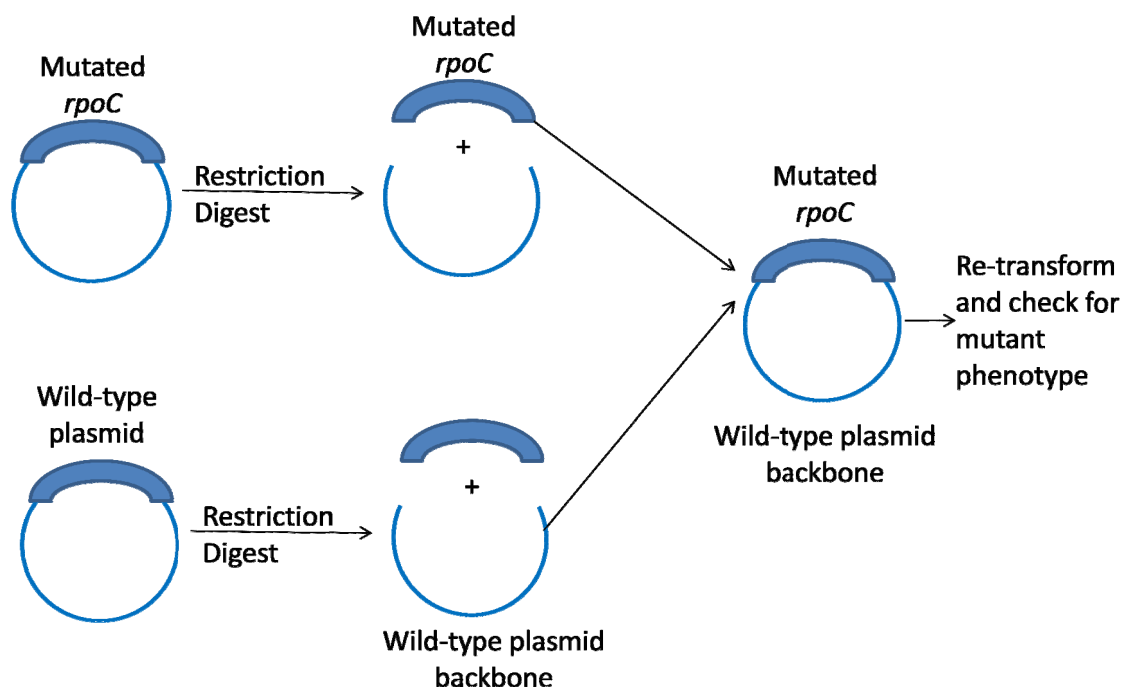 Mutated
rpoC
Restriction
Digest
Mutated
rpoC
+
Mutated
rpoC
Re-transform
and check for
mutant
phenotype
Wild-type plasmid
backbone
Wild-type
plasmid
Restriction
Digest
+
Wild-type plasmid
backbone